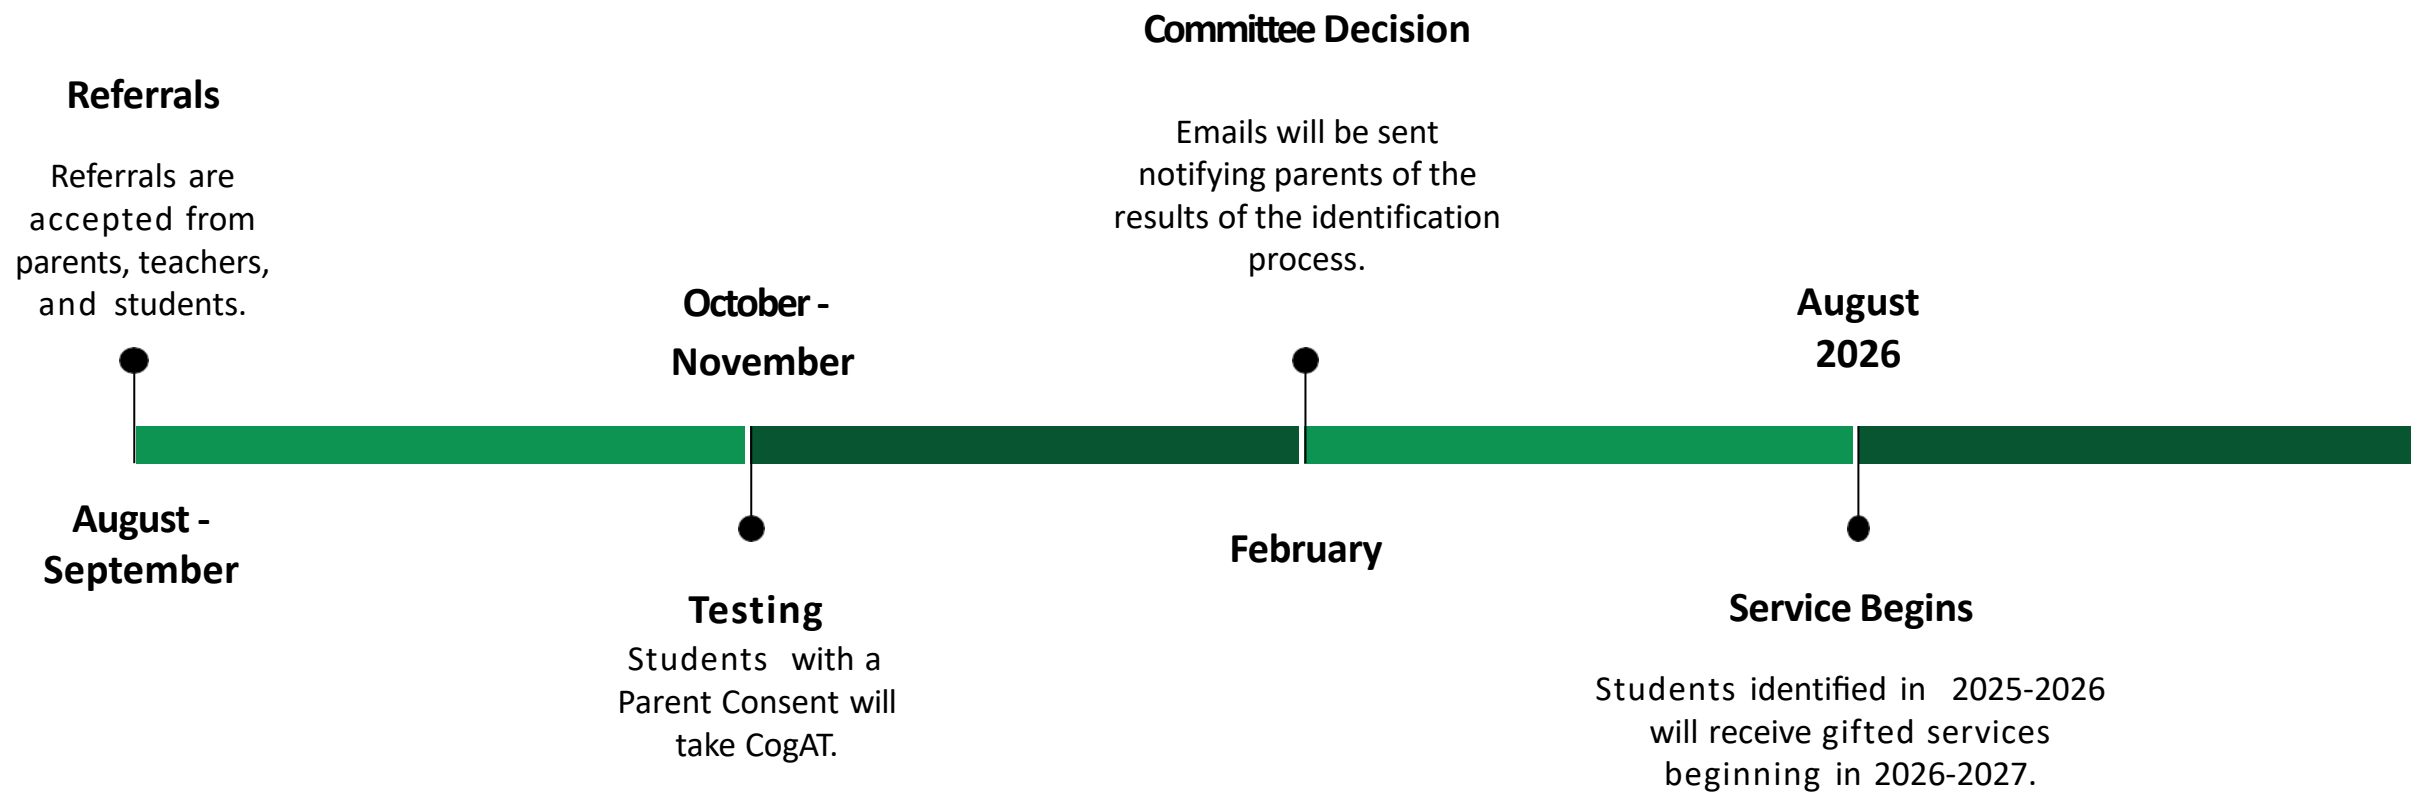 Referrals
Referrals are
accepted from
parents, teachers,
and students.
August -
September
October -
November
Testing
Students with a
Parent Consent will
take CogAT.
Committee Decision
Emails will be sent
notifying parents of the
results of the identification
process.
February
August
2026
Service Begins
Students identified in 2025-2026
will receive gifted services
beginning in 2026-2027.